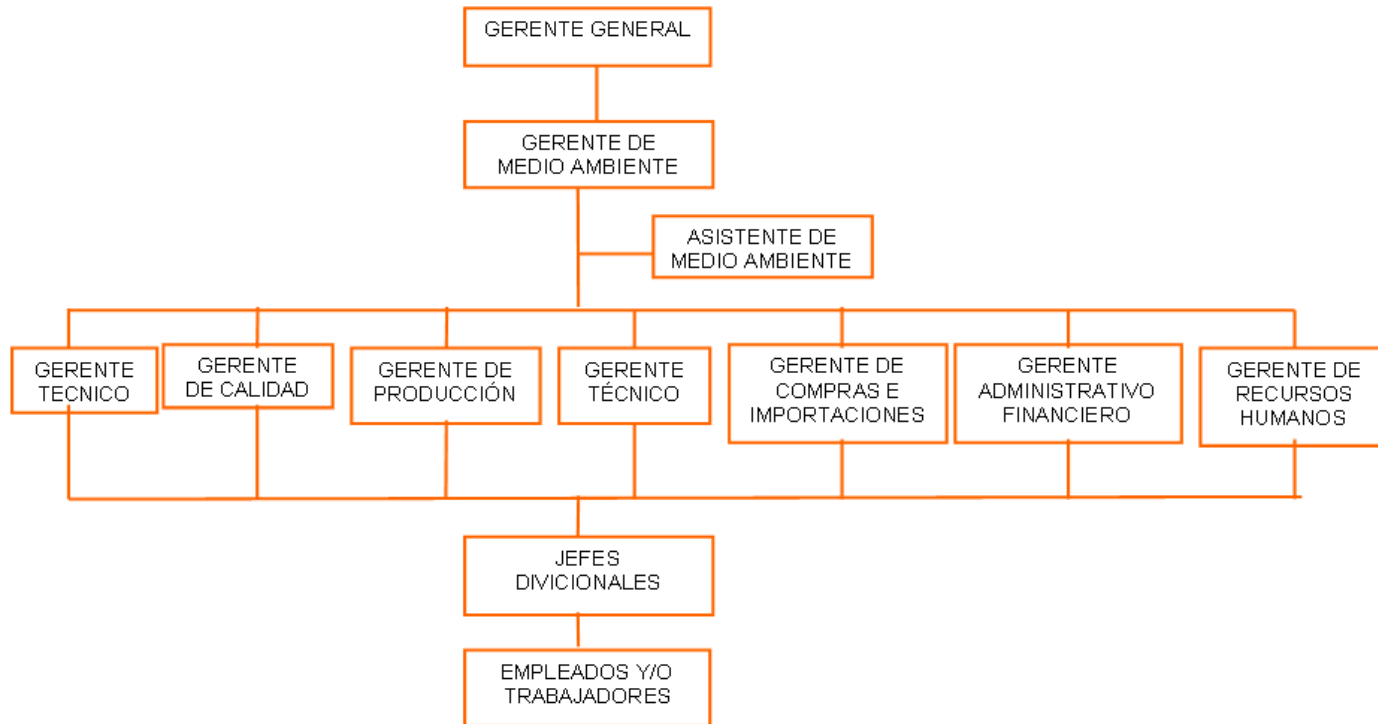 GERENTE GENERAL
GERENTE DE
MEDIO AMBIENTE
ASISTENTE DE
MEDIO AMBIENTE
GERENTE
TECNICO
GERENTE
DE CALIDAD
GERENTE DE
PRODUCCIÓN
GERENTE
TÉCNICO
GERENTE DE
COMPRAS E
IMPORTACIONES
GERENTE
ADMINISTRATIVO
FINANCIERO
GERENTE DE
RECURSOS
HUMANOS
JEFES
DIVICIONALES
EMPLEADOS Y/O
TRABAJADORES